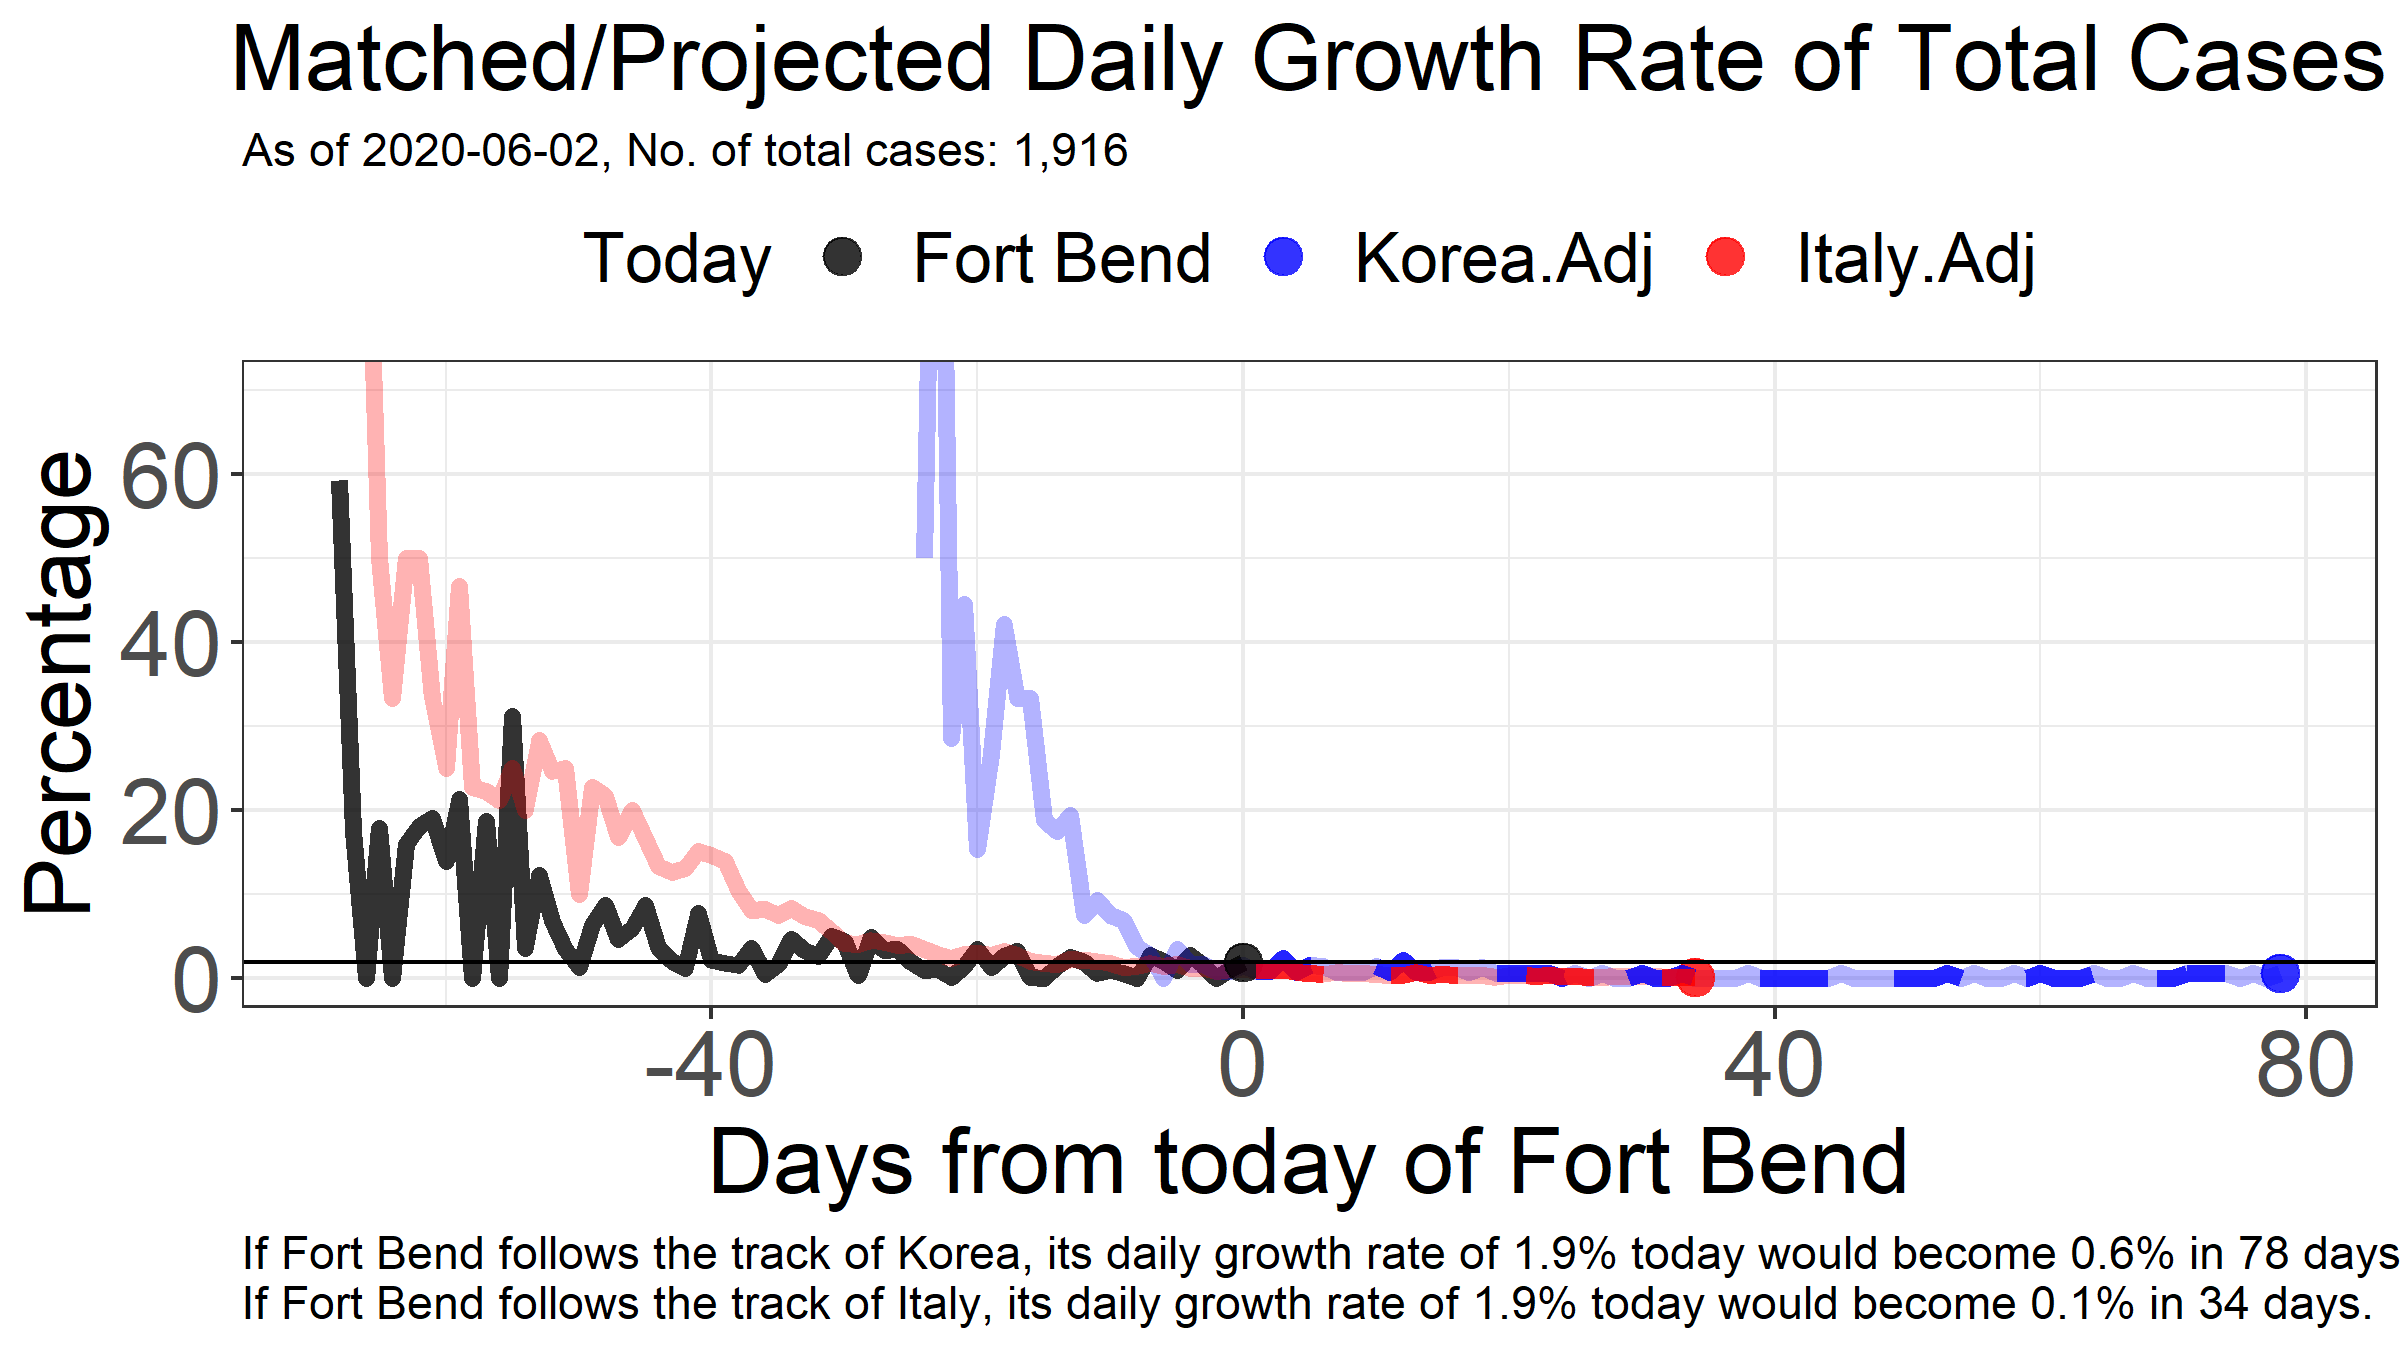 Matched/Projected Daily Growth Rate of Total Cases
As of 2020-06-02, No. of total cases: 1,916
Today Fort Bend Korea.Adj Italy.Adj
Percentage
60
40
20
0
-40 0 40 80
Days from today of Fort Bend
If Fort Bend follows the track of Korea, its daily growth rate of 1.9% today would become 0.6% in 78 days
If Fort Bend follows the track of Italy, its daily growth rate of 1.9% today would become 0.1% in 34 days.